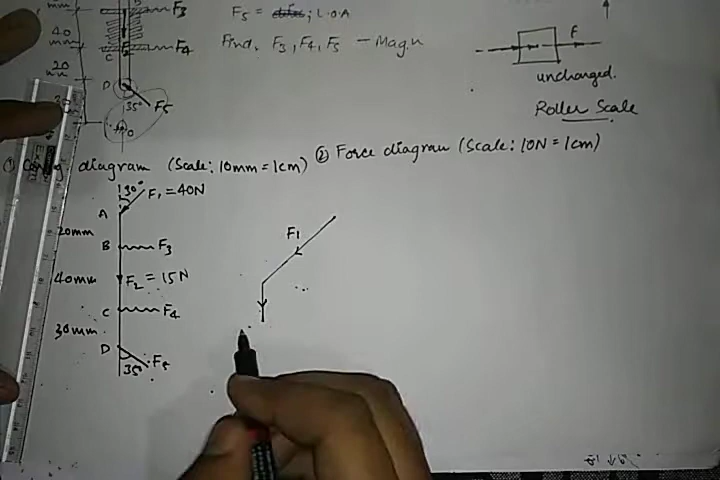 F3
F5 = ; L.O.A
40
mm
F2
F4
C
Find, F3, F4, F5 - Magn
F
20
mm
D
F5
35°
uncharged.
Roller Scale
① diagram (Scale: 10mm = 1cm)
② Force diagram (Scale: 10N = 1cm)
30°
F1 = 40N
A
20mm
B
F3
F1
40mm
F2 = 15N
C
F4
30mm
D
F5
35°